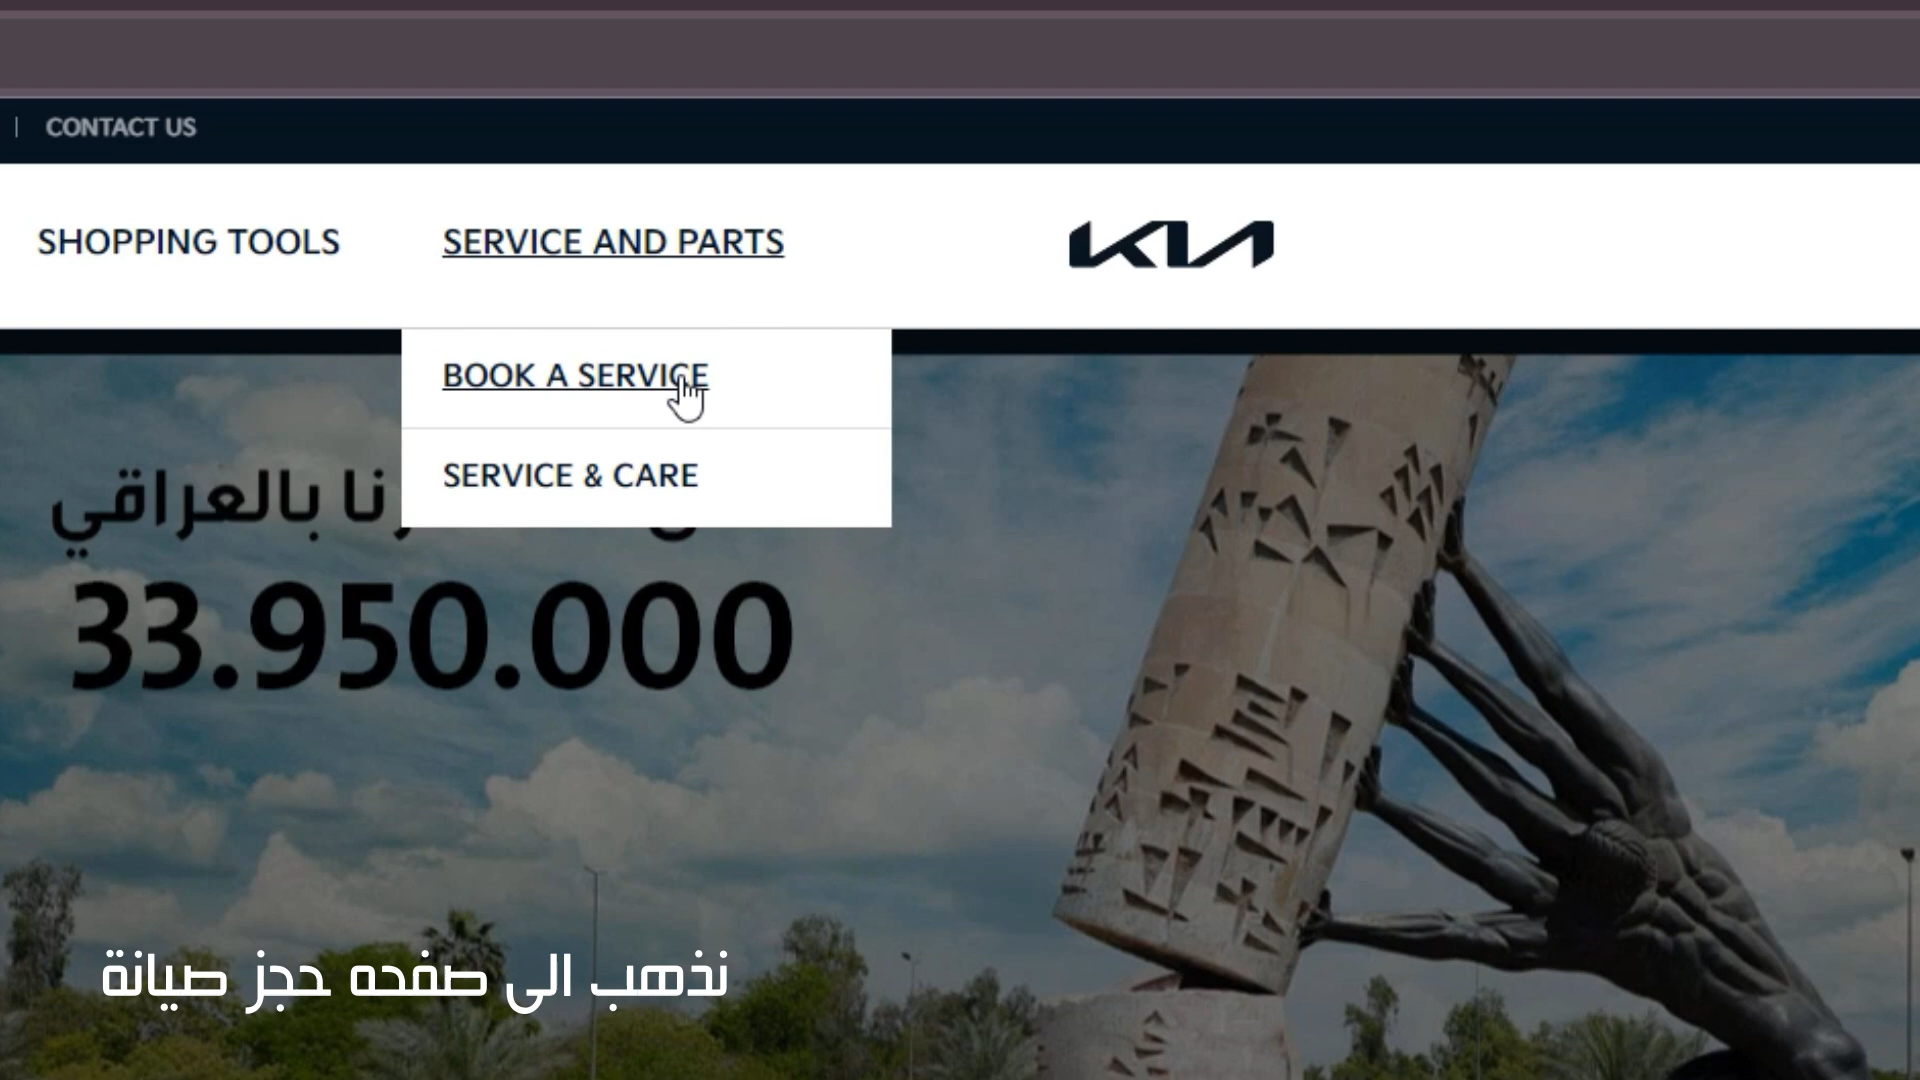 CONTACT US
SHOPPING TOOLS
SERVICE AND PARTS
KIA
BOOK A SERVICE
SERVICE & CARE
نا بالعراقي
33.950.000
نذهب الى صفحه حجز صيانة